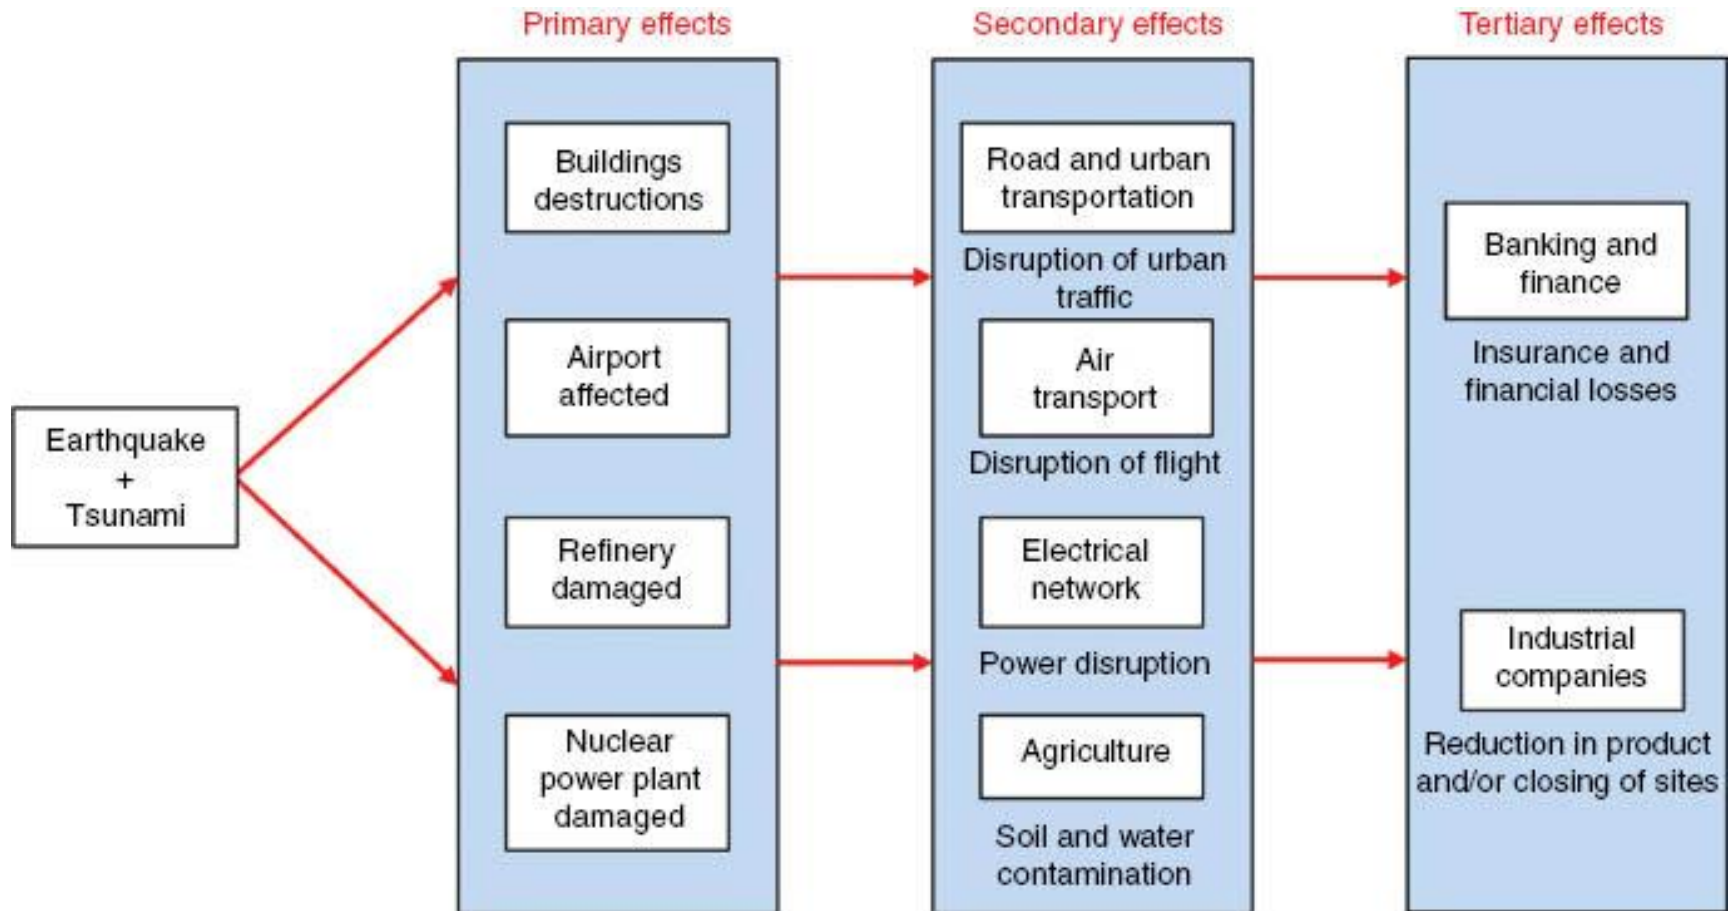 Primary effects
Secondary effects
Tertiary effects
Earthquake
+
Tsunami
Buildings
destructions
Airport
affected
Refinery
damaged
Nuclear
power plant
damaged
Road and urban
transportation
Disruption of urban
traffic
Air
transport
Disruption of flight
Electrical
network
Power disruption
Agriculture
Soil and water
contamination
Banking and
finance
Insurance and
financial losses
Industrial
companies
Reduction in product
and/or closing of sites